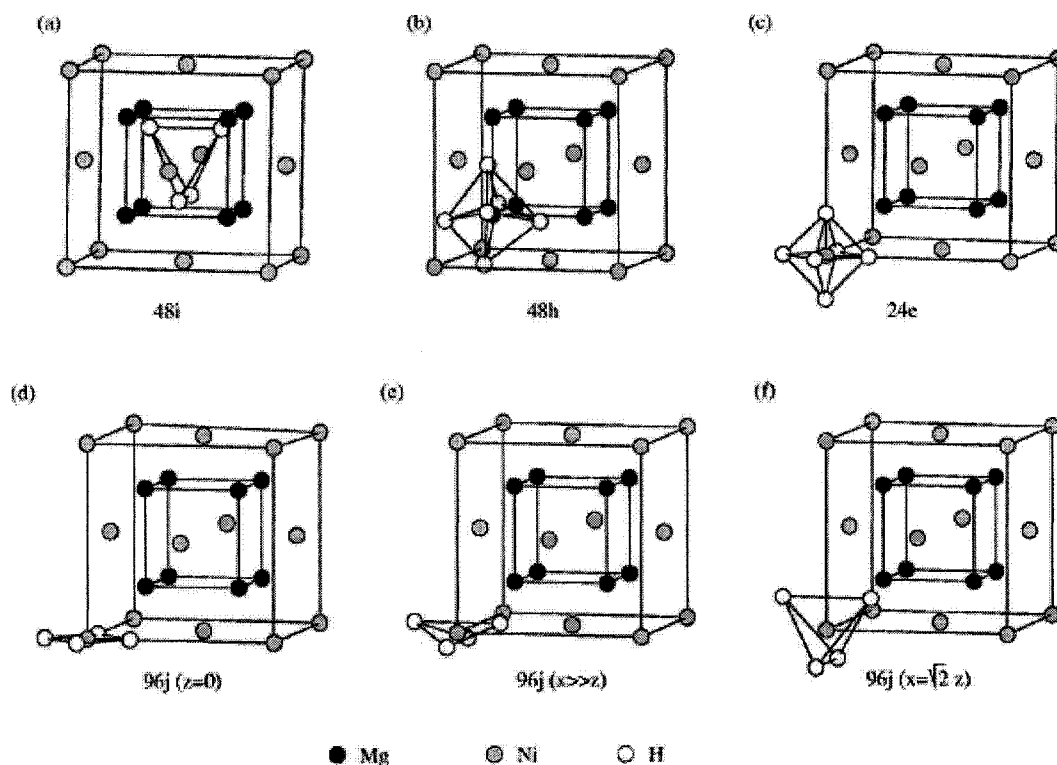 (a)
(b)
(c)
48i
48h
24e
(d)
(e)
(f)
96j (z=0)
96j (x>>z)
96j (x=√2 z)
Mg
Ni
H